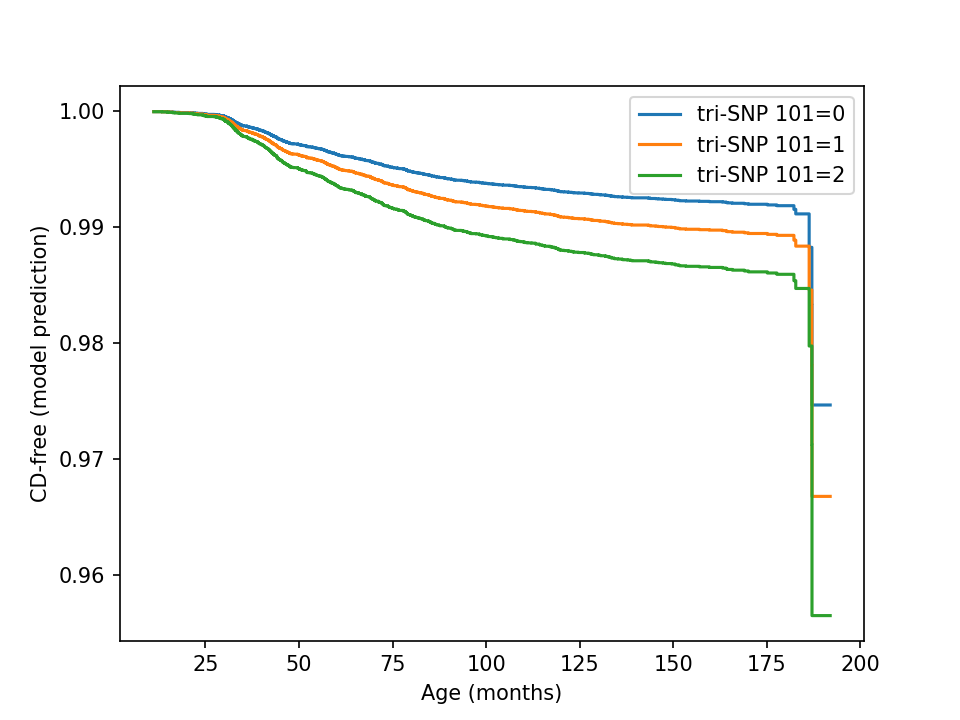 1.00
0.99
0.98
0.97
0.96
CD-free (model prediction)
tri-SNP 101=0
tri-SNP 101=1
tri-SNP 101=2
25 50 75 100 125 150 175 200
Age (months)